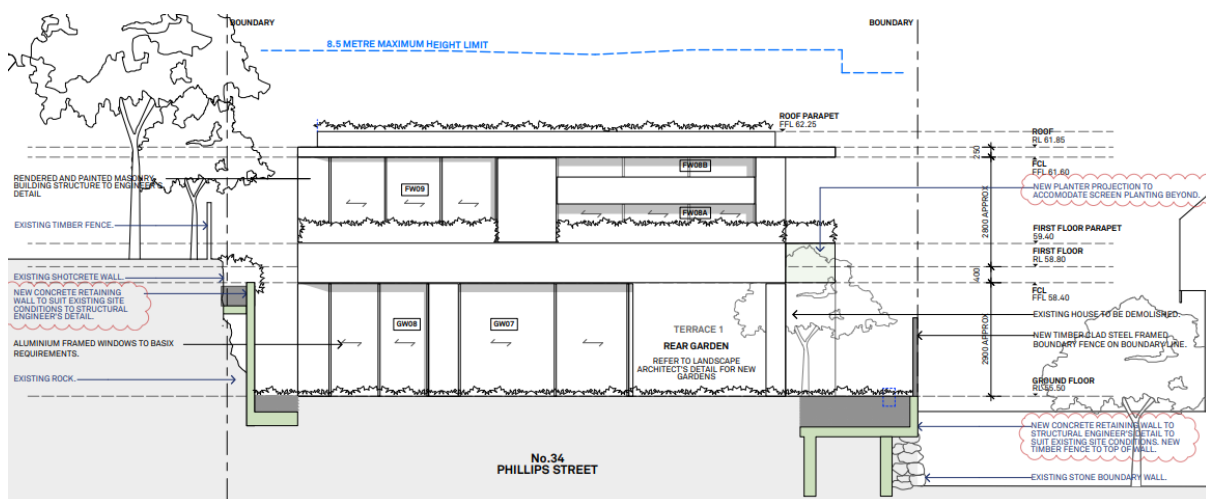 BOUNDARY
BOUNDARY
8.5 METRE MAXIMUM HEIGHT LIMIT
ROOF PARAPET
FFL 62.25
ROOF
RL 61.85
250
FCL
FFL 61.60
RENDERED AND PAINTED MASONRY
BUILDING STRUCTURE TO ENGINEER'S
DETAIL
FW09
FW08B
FW08A
NEW PLANTER PROJECTION TO
ACCOMODATE SCREEN PLANTING BEYOND.
2800 APPROX
EXISTING TIMBER FENCE.
FIRST FLOOR PARAPET
59.40
FIRST FLOOR
RL 58.80
400
EXISTING SHOTCRETE WALL.
NEW CONCRETE RETAINING
WALL TO SUIT EXISTING SITE
CONDITIONS TO STRUCTURAL
ENGINEER'S DETAIL.
FCL
FFL 58.40
EXISTING HOUSE TO BE DEMOLISHED.
GW08
GW07
TERRACE 1
REAR GARDEN
REFER TO LANDSCAPE
ARCHITECT'S DETAIL FOR NEW
GARDENS
2900 APPROX
NEW TIMBER CLAD STEEL FRAMED
BOUNDARY FENCE ON BOUNDARY LINE.
ALUMINIUM FRAMED WINDOWS TO BASIX
REQUIREMENTS.
EXISTING ROCK.
GROUND FLOOR
RL 55.50
NEW CONCRETE RETAINING WALL TO
STRUCTURAL ENGINEER'S DETAIL TO
SUIT EXISTING SITE CONDITIONS. NEW
TIMBER FENCE TO TOP OF WALL.
No.34
PHILLIPS STREET
EXISTING STONE BOUNDARY WALL.